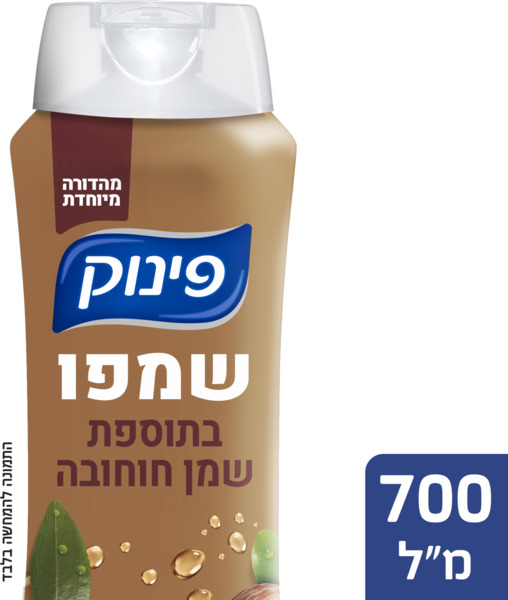 מהדורה
מיוחדת
פינוק
שמפו
בתוספת
שמן חוחובה
700
מ"ל
התמונה להמחשה בלבד